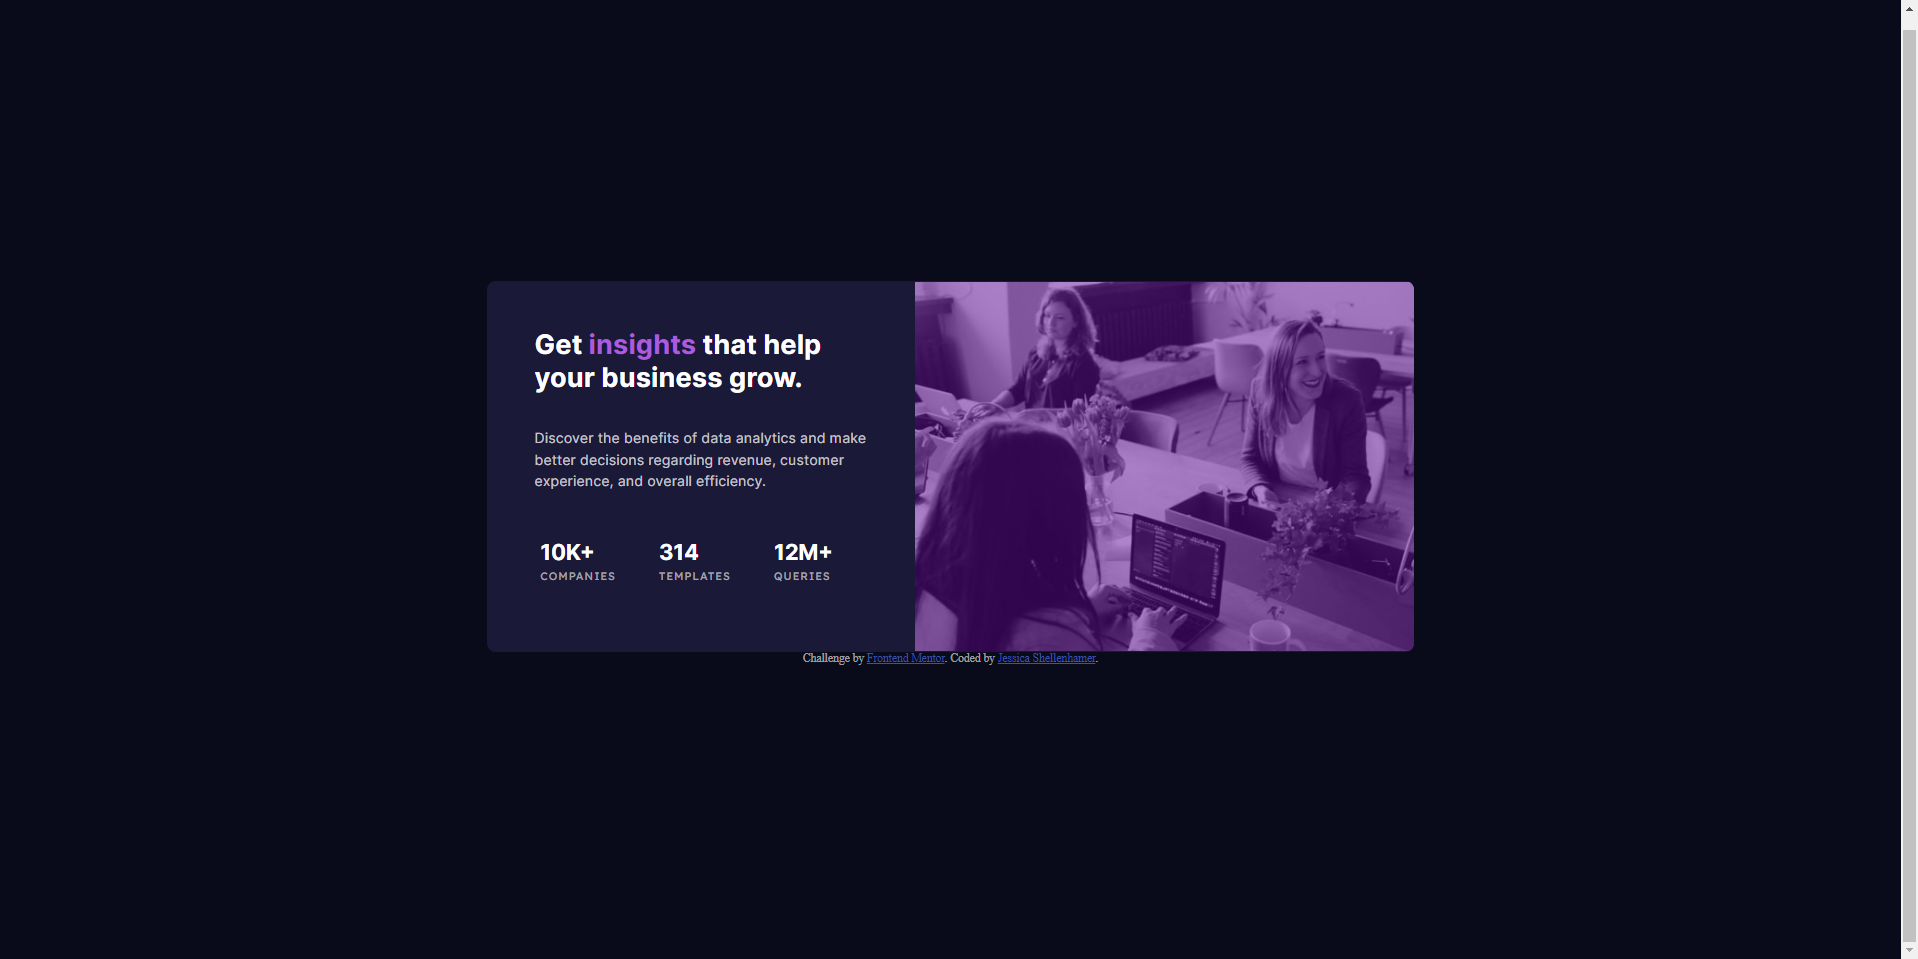 Get insights that help
your business grow.
Discover the benefits of data analytics and make
better decisions regarding revenue, customer
experience, and overall efficiency.
10K+ 314 12M+
COMPANIES TEMPLATES QUERIES
Challenge by Frontend Mentor. Coded by Jessica Shellenhamer.